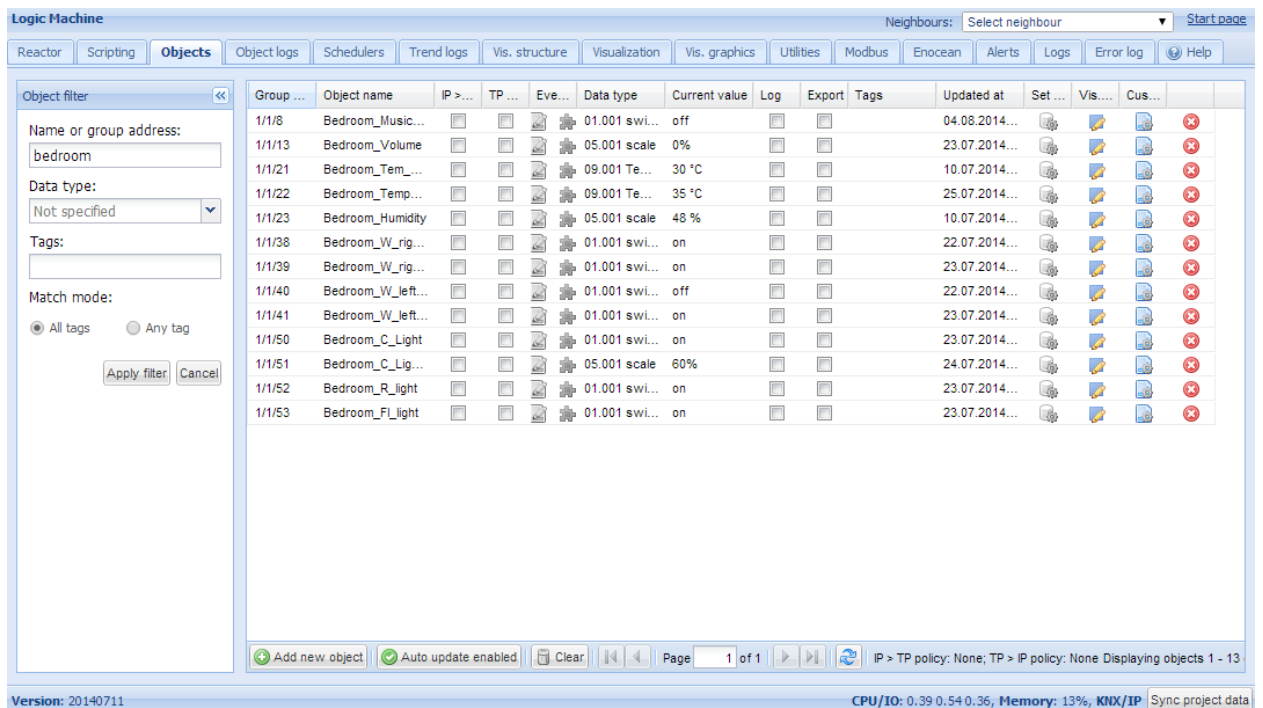 Logic Machine
Neighbours: Select neighbour Start page
Reactor Scripting Objects Object logs Schedulers Trend logs Vis. structure Visualization Vis. graphics Utilities Modbus Enocean Alerts Logs Error log Help
Object filter
Name or group address:
bedroom
Data type:
Not specified
Tags:
Match mode:
All tags Any tag
Apply filter Cancel
Group ... Object name IP >... TP ... Eve... Data type Current value Log Export Tags Updated at Set ... Vis.... Cus...
1/1/8 Bedroom_Music... 01.001 swi... off 04.08.2014...
1/1/13 Bedroom_Volume 05.001 scale 0% 23.07.2014...
1/1/21 Bedroom_Tem_... 09.001 Te... 30 °C 10.07.2014...
1/1/22 Bedroom_Temp... 09.001 Te... 35 °C 25.07.2014...
1/1/23 Bedroom_Humidity 05.001 scale 48 % 10.07.2014...
1/1/38 Bedroom_W_rig... 01.001 swi... on 22.07.2014...
1/1/39 Bedroom_W_rig... 01.001 swi... on 23.07.2014...
1/1/40 Bedroom_W_left... 01.001 swi... off 22.07.2014...
1/1/41 Bedroom_W_left... 01.001 swi... on 23.07.2014...
1/1/50 Bedroom_C_Light 01.001 swi... on 23.07.2014...
1/1/51 Bedroom_C_Lig... 05.001 scale 60% 24.07.2014...
1/1/52 Bedroom_R_light 01.001 swi... on 23.07.2014...
1/1/53 Bedroom_Fl_light 01.001 swi... on 23.07.2014...
Add new object Auto update enabled Clear Page 1 of 1 IP > TP policy: None; TP > IP policy: None Displaying objects 1 - 13
Version: 20140711 CPU/IO: 0.39 0.54 0.36, Memory: 13%, KNX/IP Sync project data